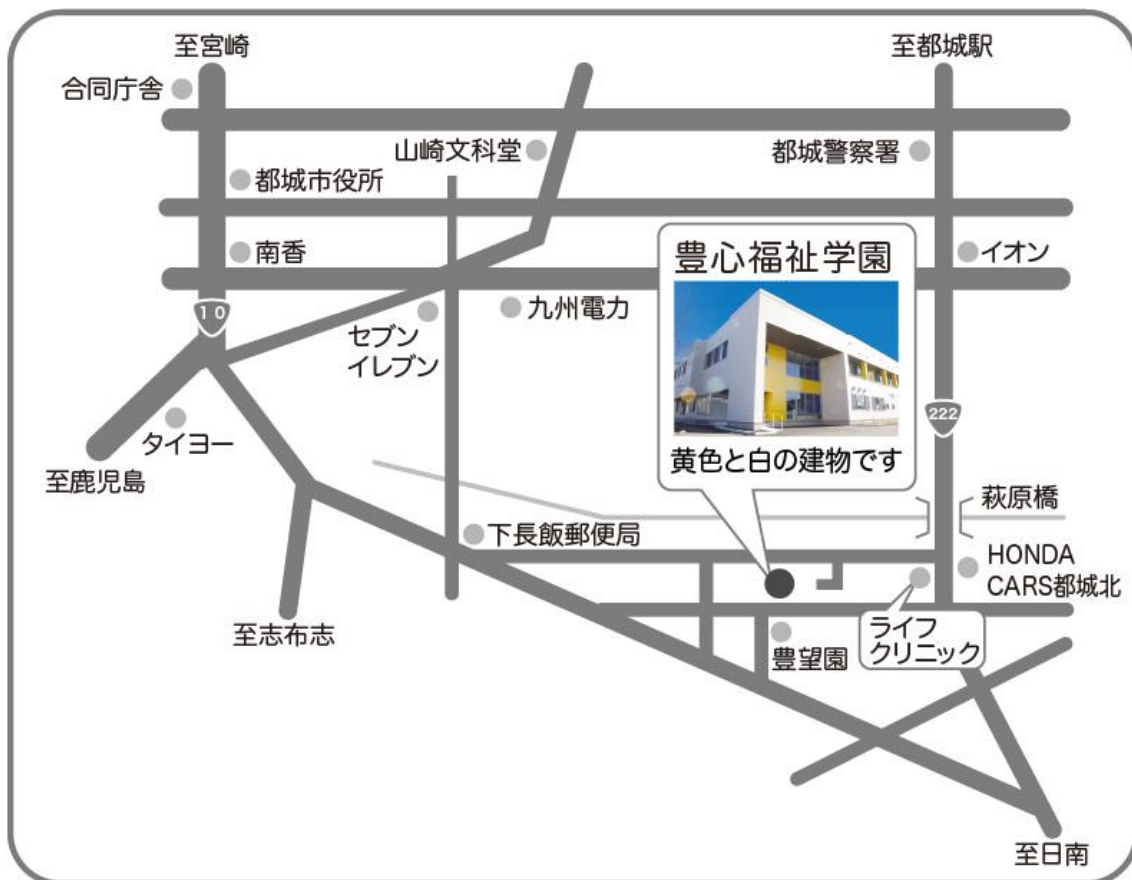 至宮崎
至都城駅
合同庁舎
山崎文科堂
都城警察署
都城市役所
南香
豊心福祉学園
イオン
10
九州電力
セブン
イレブン
222
タイヨー
黄色と白の建物です
至鹿児島
萩原橋
下長飯郵便局
HONDA
CARS都城北
至志布志
ライフ
クリニック
豊望園
至日南